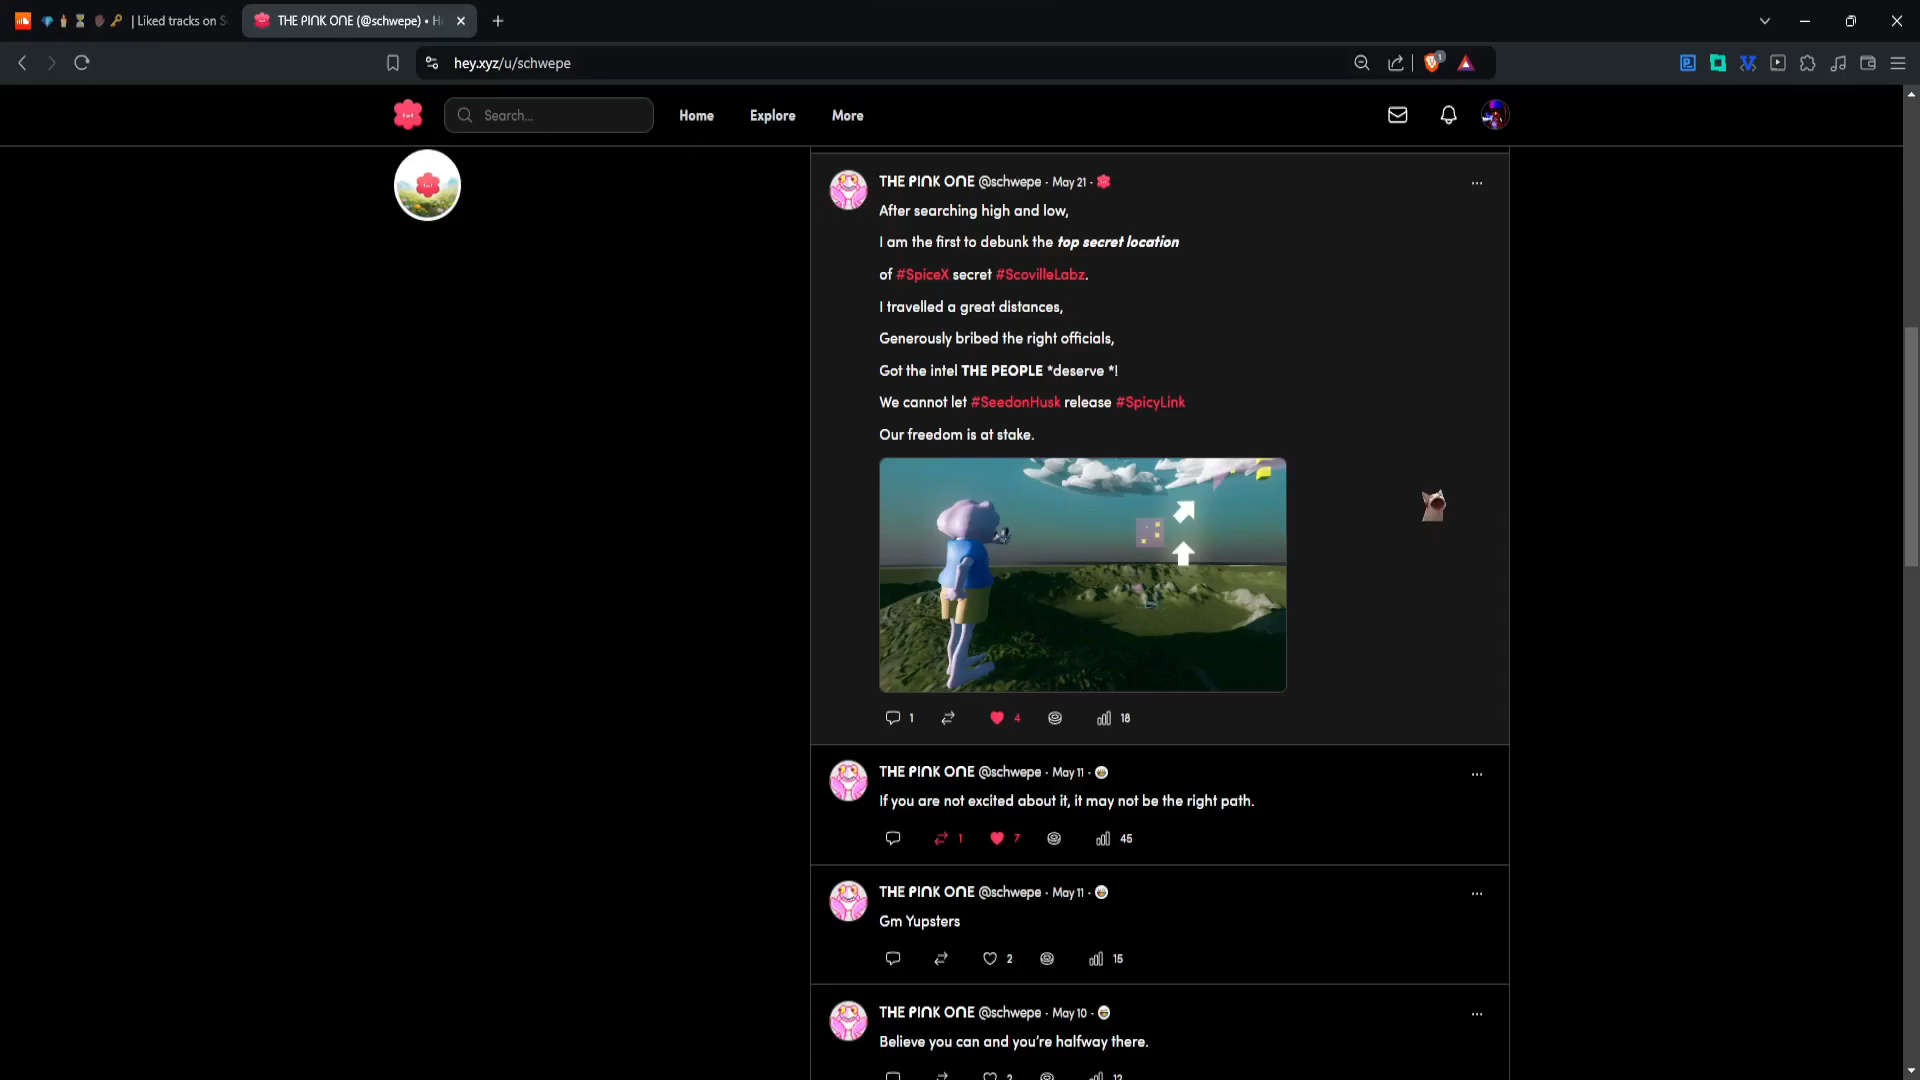 | Liked tracks on S
THE PINK ONE (@schwepe) • H
hey.xyz/u/schwepe
1
Search...
Home
Explore
More
THE PINK ONE @schwepe · May 21 ·
After searching high and low,
I am the first to debunk the top secret location
of #SpiceX secret #ScovilleLabz.
I travelled a great distances,
Generously bribed the right officials,
Got the intel THE PEOPLE *deserve *!
We cannot let #SeedonHusk release #SpicyLink
Our freedom is at stake.
1
4
18
THE PINK ONE @schwepe · May 11 ·
If you are not excited about it, it may not be the right path.
1
7
45
THE PINK ONE @schwepe · May 11 ·
Gm Yupsters
2
15
THE PINK ONE @schwepe · May 10 ·
Believe you can and you’re halfway there.
2
12